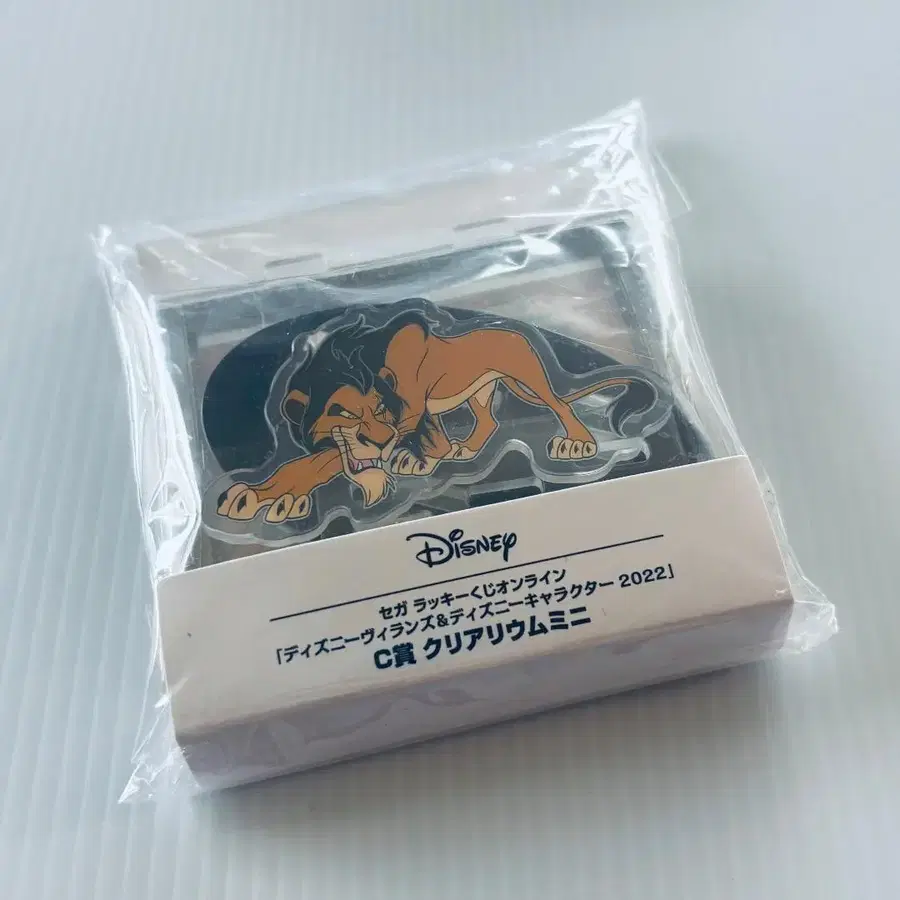 Disney
セガ ラッキーくじオンライン
「ディズニーヴィランズ&ディズニーキャラクター 2022」
C賞 クリアリウムミニ